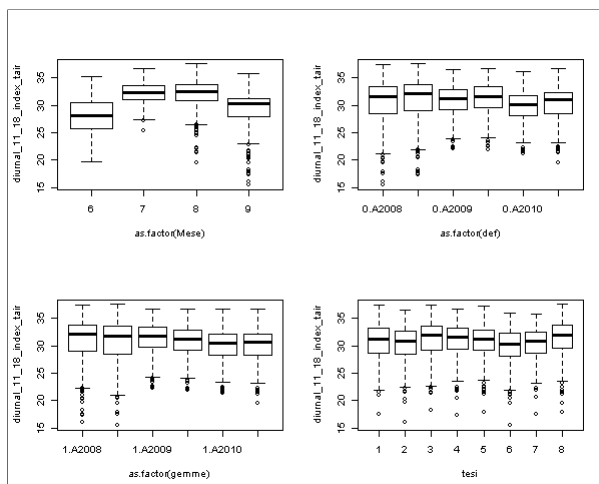 diurnal_11_18_index_tair
35
30
25
20
15
6 7 8 9
as.factor(Mese)
diurnal_11_18_index_tair
35
30
25
20
15
0.A2008 0.A2009 0.A2010
as.factor(def)
diurnal_11_18_index_tair
35
30
25
20
15
1.A2008 1.A2009 1.A2010
as.factor(gemme)
diurnal_11_18_index_tair
35
30
25
20
15
1 2 3 4 5 6 7 8
tesi